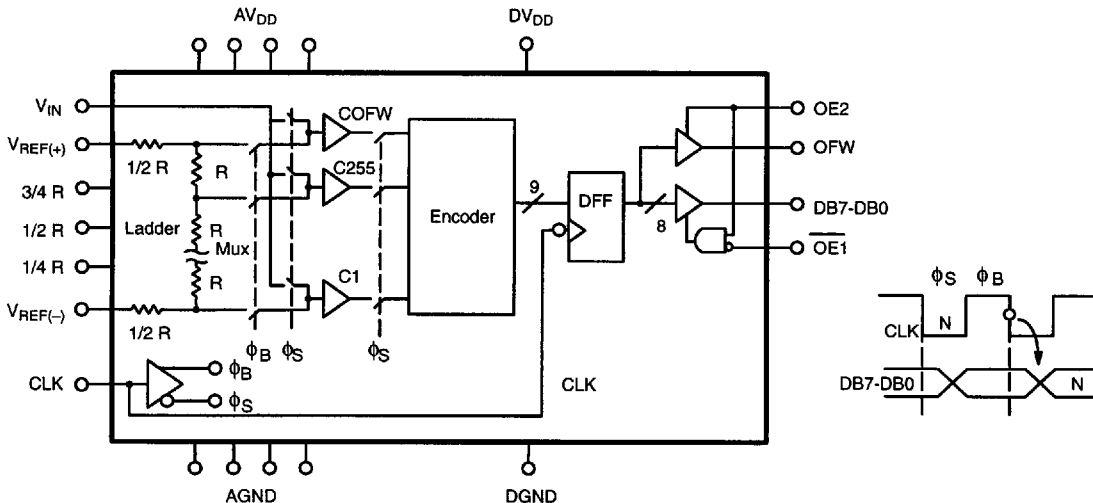 AVDD DVDD
VIN
VREF(+)
3/4 R
1/2 R
1/4 R
VREF(–)
CLK
1/2 R
R
R
R
Ladder
Mux
1/2 R
ϕB ϕS ϕS
COFW
C255
C1
Encoder
9
DFF
8
OE2
OFW
DB7-DB0
OE1
ϕB
ϕS
CLK
AGND DGND
ϕS ϕB
CLK
N
DB7-DB0
N